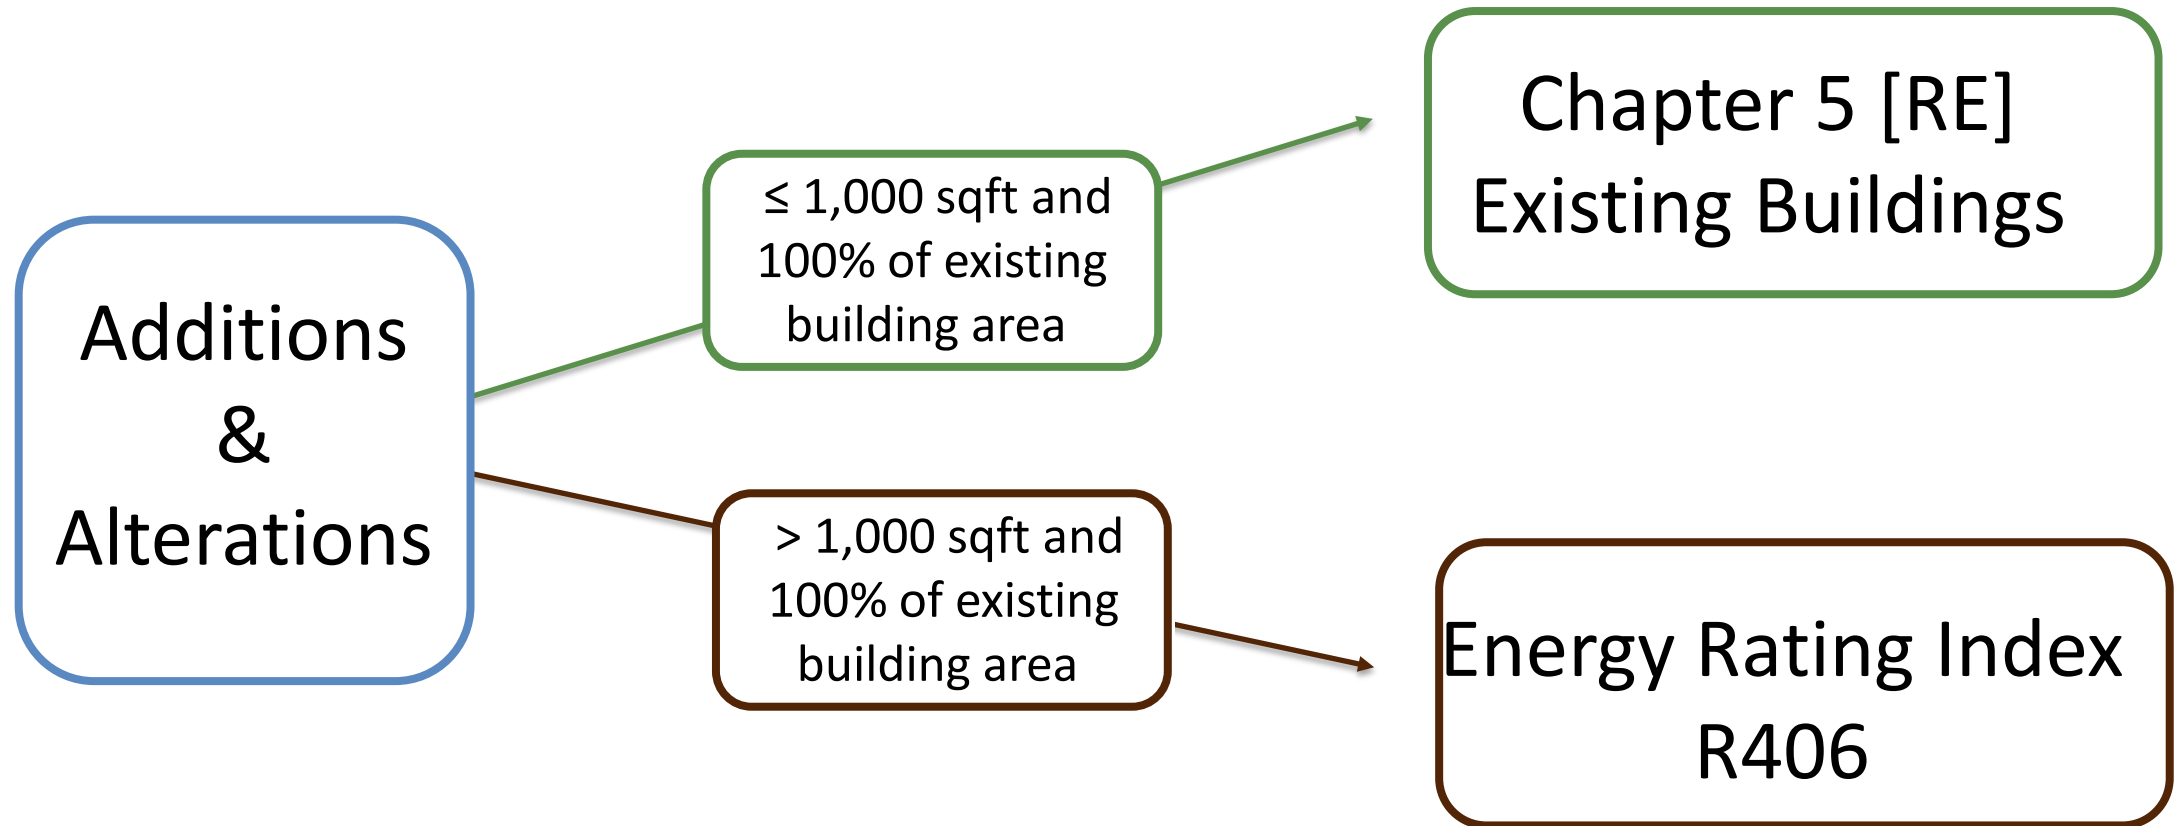 Additions
&
Alterations
≤ 1,000 sqft and
100% of existing
building area
Chapter 5 [RE]
Existing Buildings
> 1,000 sqft and
100% of existing
building area
Energy Rating Index
R406